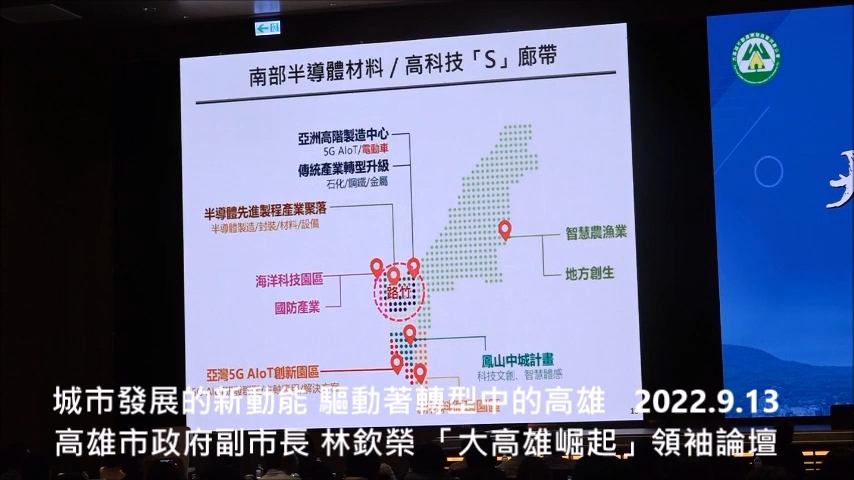 南部半導體材料 / 高科技「S」廊帶
亞洲高階製造中心
5G AIoT/電動車
傳統產業轉型升級
石化/鋼鐵/金屬
半導體先進製程產業聚落
半導體製造/封裝/材料/設備
智慧農漁業
海洋科技園區
地方創生
路竹
國防產業
鳳山中城計畫
科技文創、智慧體感
亞灣5G AIoT創新園區
城市發展的新動能 驅動著轉型中的高雄 2022.9.13
高雄市政府副市長 林欽榮 「大高雄崛起」領袖論壇